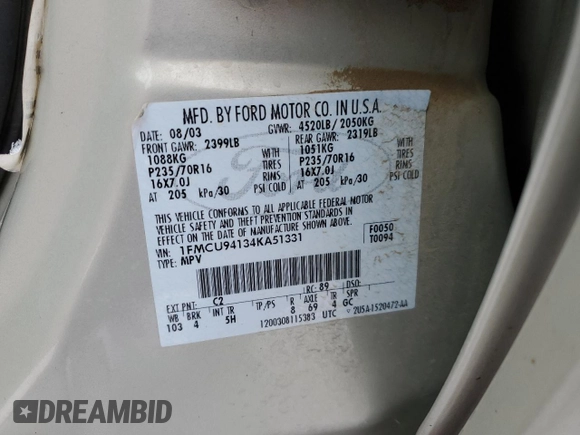 MFD. BY FORD MOTOR CO. IN U.S.A.
DATE: 08/03 GVWR: 4520LB/ 2050KG
FRONT GAWR: 2399LB REAR GAWR: 2319LB
1088KG WITH 1051KG WITH
P235/70R16 TIRES P235/70R16 TIRES
16X7.0J RIMS 16X7.0J RIMS
AT 205 kPa/30 PSI COLD AT 205 kPa/30 PSI COLD
THIS VEHICLE CONFORMS TO ALL APPLICABLE FEDERAL MOTOR
VEHICLE SAFETY AND THEFT PREVENTION STANDARDS IN
EFFECT ON THE DATE OF MANUFACTURE SHOWN ABOVE.
VIN: 1FMCU94134KA51331 F0050
TYPE: MPV T0094
EXT PNT: C2 RC: 89 DSO:
WB BRK INT TR TP/PS R AXLE TR SPR
103 4 5H 8 69 4 GC
1200308115383 UTC 2U5A-1520472-AA
Ford
DREAMBID